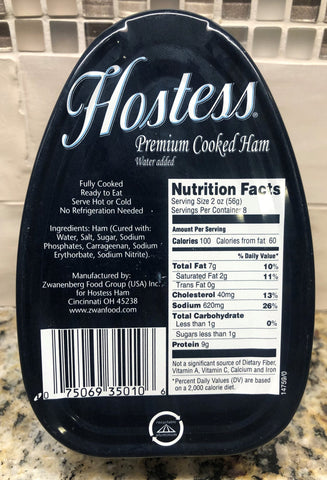 Hostess®
Premium Cooked Ham
Water added
Fully Cooked
Ready to Eat
Serve Hot or Cold
No Refrigeration Needed
Ingredients: Ham (Cured with:
Water, Salt, Sugar, Sodium
Phosphates, Carrageenan, Sodium
Erythorbate, Sodium Nitrite).
Manufactured by:
Zwanenberg Food Group (USA) Inc.
for Hostess Ham
Cincinnati OH 45238
www.zwanfood.com
0 75069 35010 6
Nutrition Facts
Serving Size 2 oz (56g)
Servings Per Container 8
Amount Per Serving
Calories 100 Calories from fat 60
% Daily Value*
Total Fat 7g 10%
Saturated Fat 2g 11%
Trans Fat 0g
Cholesterol 40mg 13%
Sodium 620mg 26%
Total Carbohydrate
Less than 1g 0%
Sugars less than 1g
Protein 9g
Not a significant source of Dietary Fiber,
Vitamin A, Vitamin C, Calcium and Iron
*Percent Daily Values (DV) are based
on a 2,000 calorie diet.
14759/0